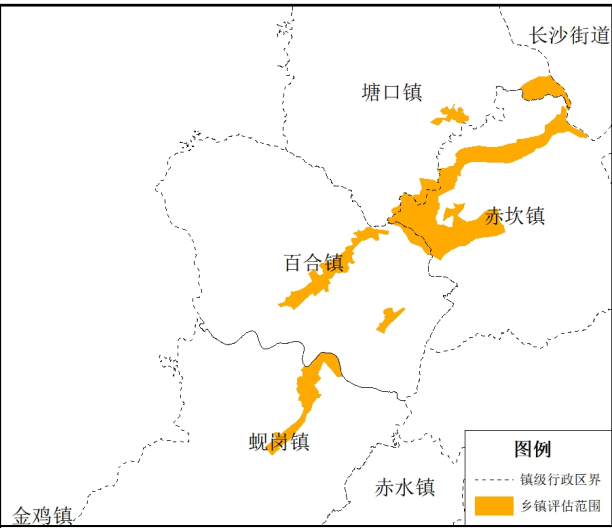 长沙街道
塘口镇
赤坎镇
百合镇
蚬岗镇
赤水镇
金鸡镇
图例
镇级行政区界
乡镇评估范围